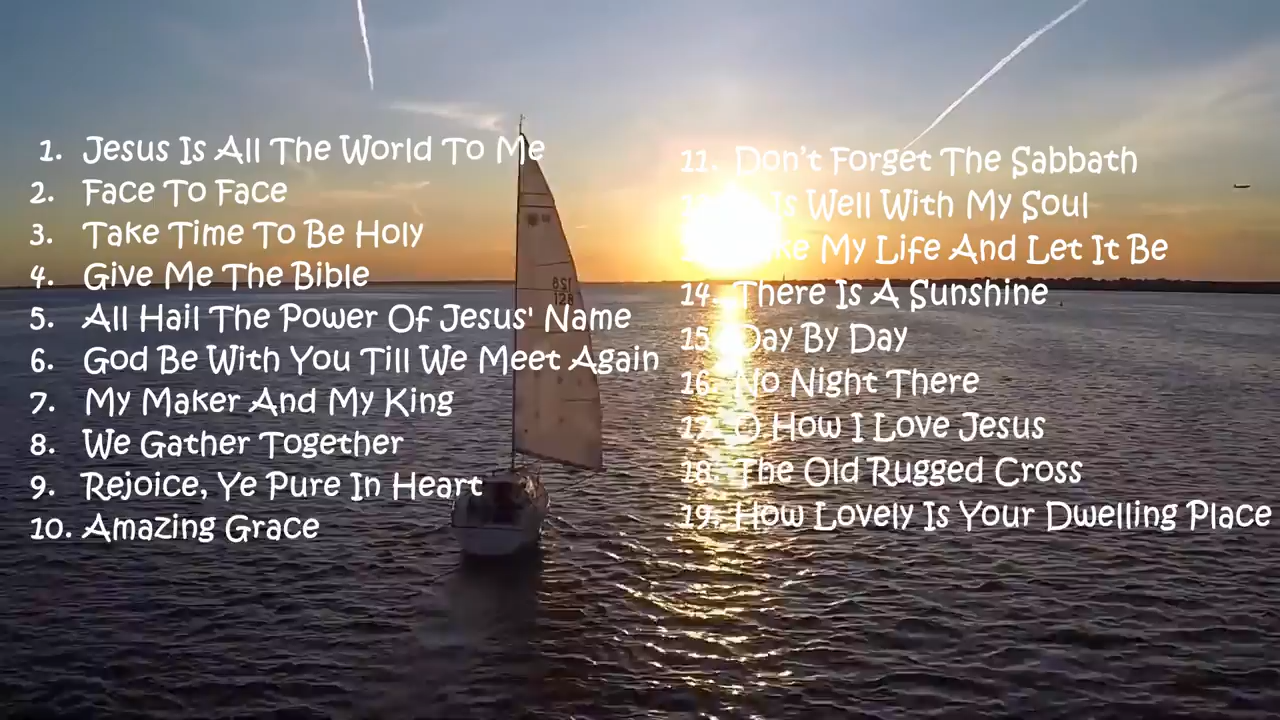 1. Jesus Is All The World To Me
2. Face To Face
3. Take Time To Be Holy
4. Give Me The Bible
5. All Hail The Power Of Jesus' Name
6. God Be With You Till We Meet Again
7. My Maker And My King
8. We Gather Together
9. Rejoice, Ye Pure In Heart
10. Amazing Grace
11. Don't Forget The Sabbath
Is Well With My Soul
My Life And Let It Be
14. There Is A Sunshine
15. Day By Day
16. No Night There
17. O How I Love Jesus
18. The Old Rugged Cross
19. How Lovely Is Your Dwelling Place
128
128